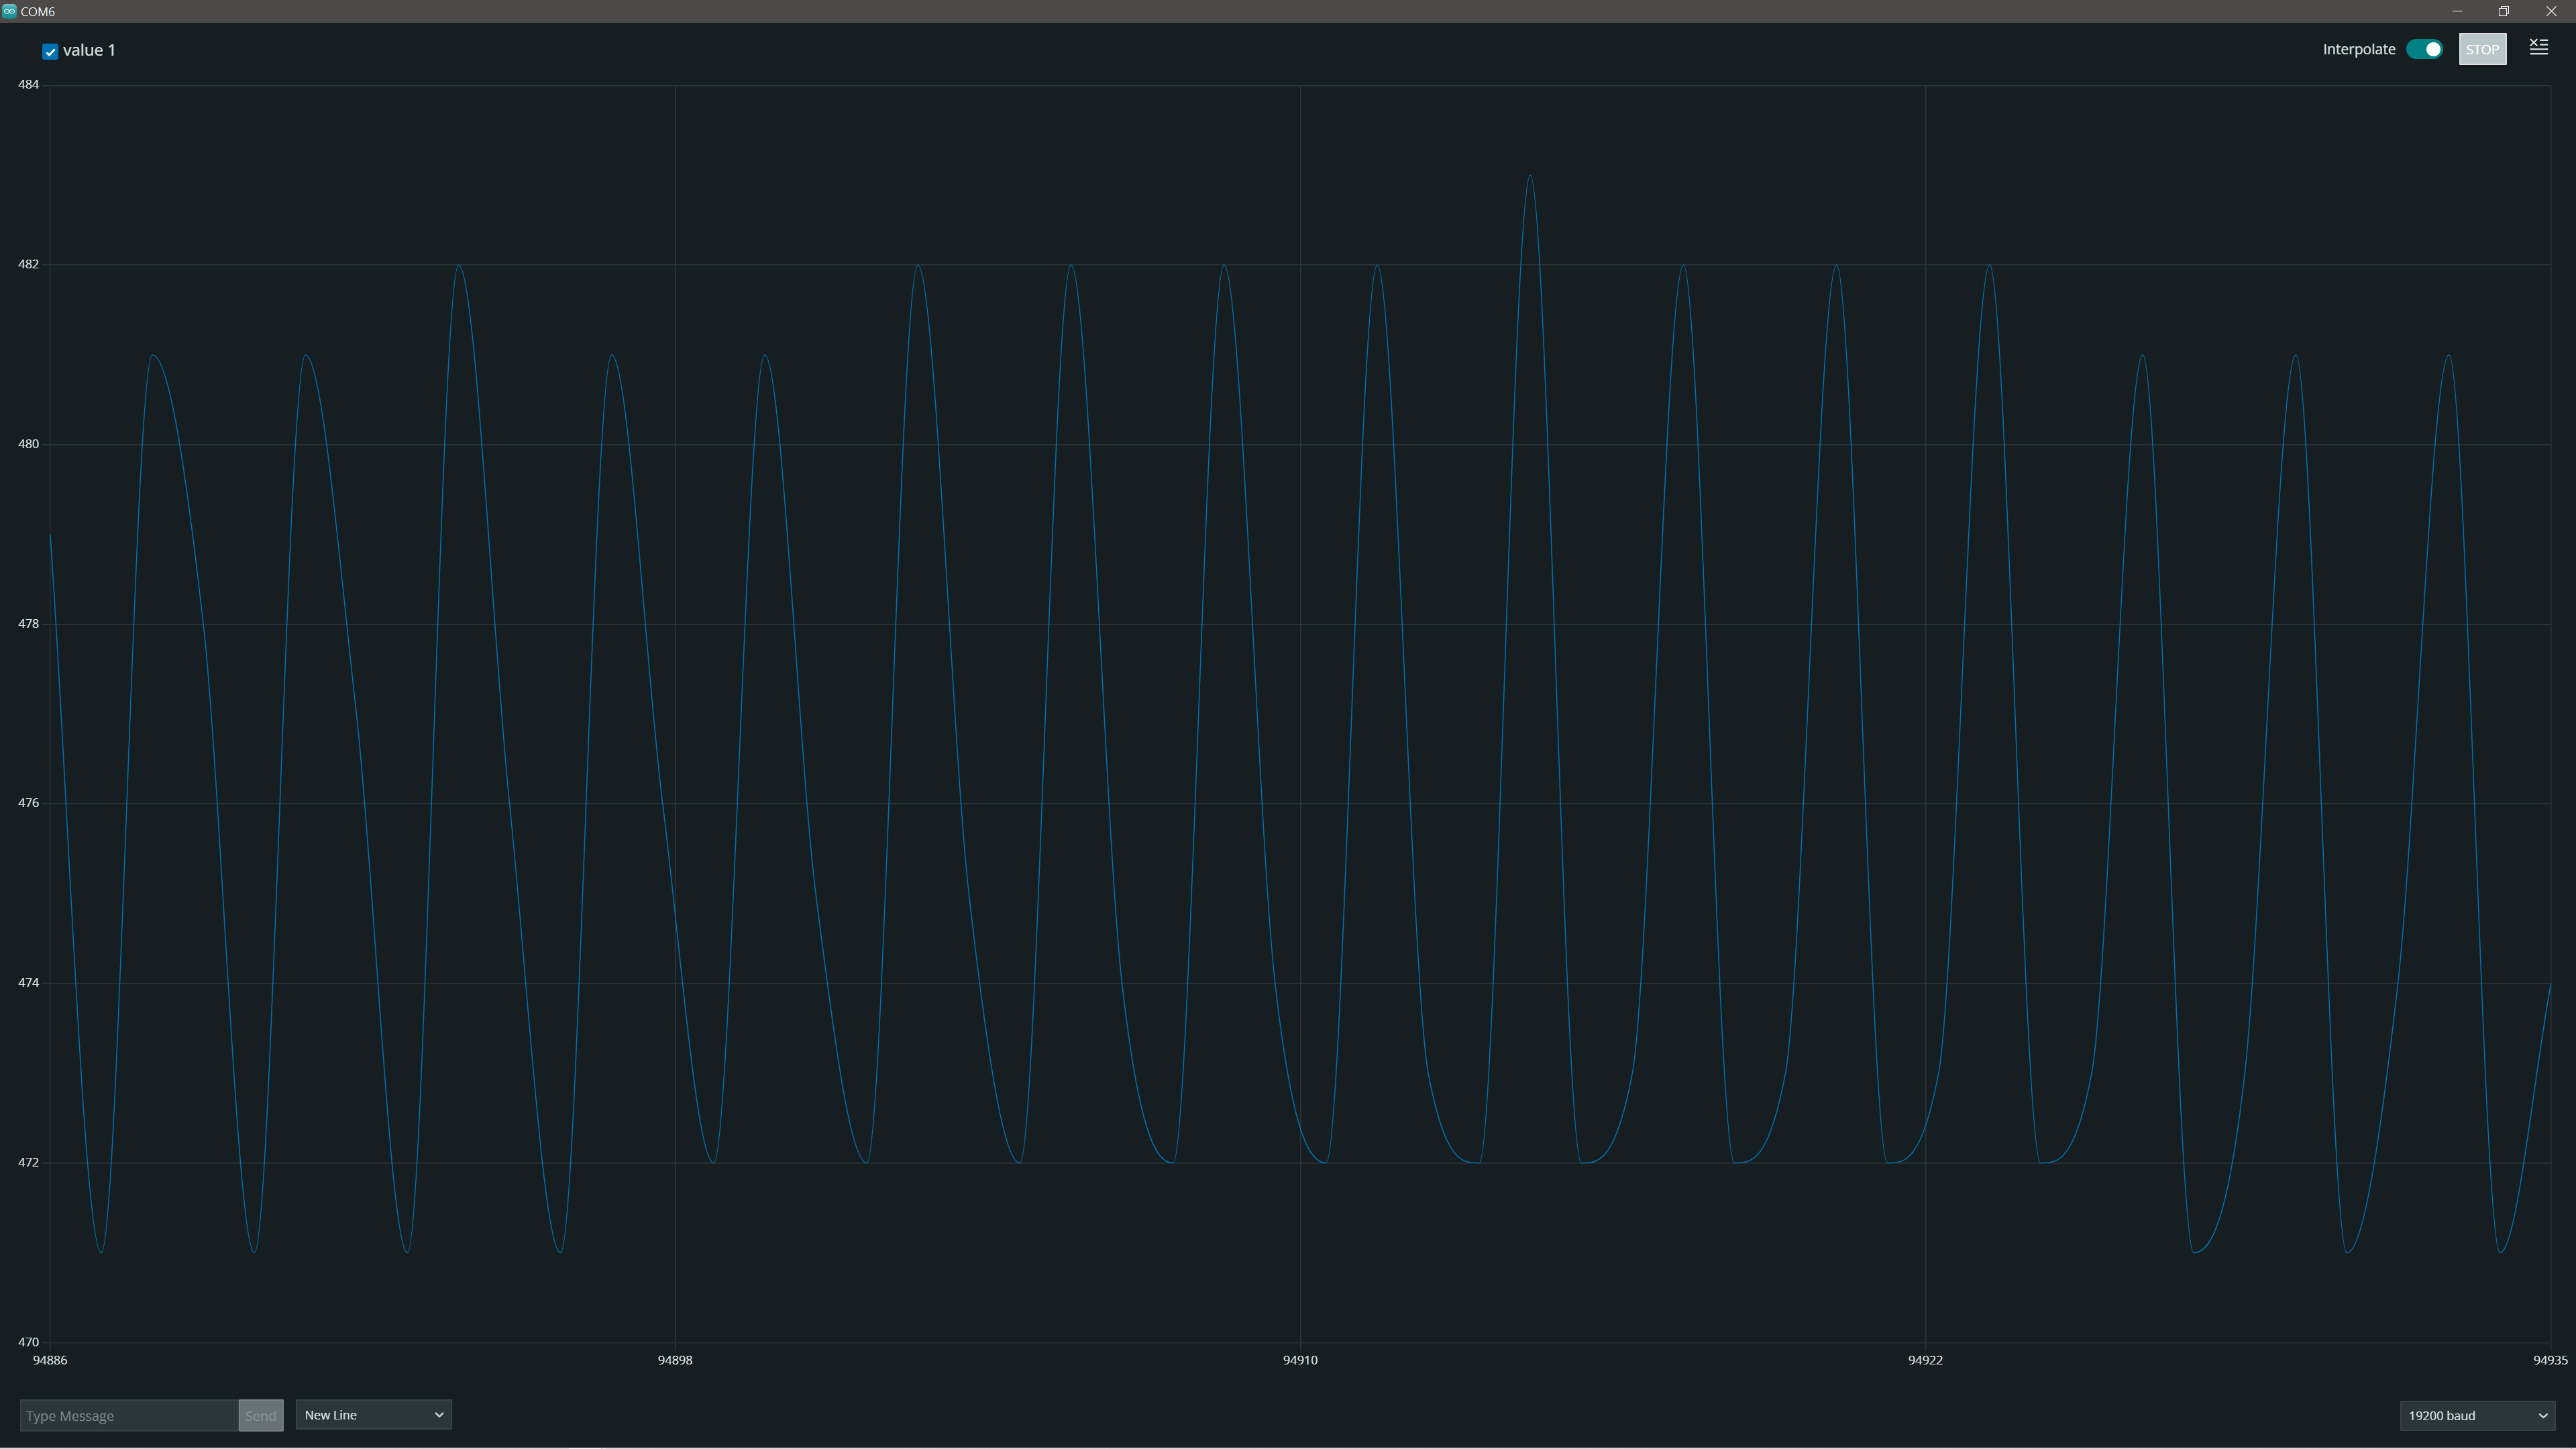 COM6
value 1
Interpolate
STOP
484
482
480
478
476
474
472
470
94886
94898
94910
94922
94935
Type Message
Send
New Line
19200 baud